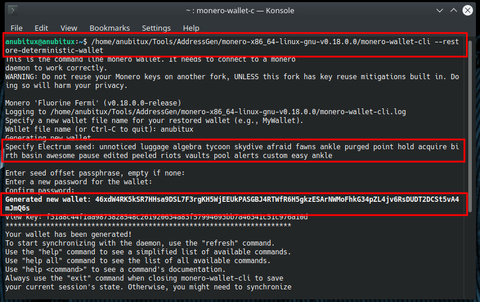 ~ : monero-wallet-c — Konsole
File Edit View Bookmarks Settings Help
anubitux@anubitux:~$ /home/anubitux/Tools/AddressGen/monero-x86_64-linux-gnu-v0.18.0.0/monero-wallet-cli --rest
ore-deterministic-wallet
This is the command line monero wallet. It needs to connect to a monero
daemon to work correctly.
WARNING: Do not reuse your Monero keys on another fork, UNLESS this fork has key reuse mitigations built in. Do
ing so will harm your privacy.
Monero 'Fluorine Fermi' (v0.18.0.0-release)
Logging to /home/anubitux/Tools/AddressGen/monero-x86_64-linux-gnu-v0.18.0.0/monero-wallet-cli.log
Specify a new wallet file name for your restored wallet (e.g., MyWallet).
Wallet file name (or Ctrl-C to quit): anubitux
Generating new wallet
Specify Electrum seed: unnoticed luggage algebra tycoon skydive afraid fawns ankle purged point hold acquire bi
rth basin awesome pause edited peeled riots vaults pool alerts custom easy ankle
Enter seed offset passphrase, empty if none:
Enter a new password for the wallet:
Confirm password:
Generated new wallet:
View key:
**********************************************************************
Your wallet has been generated!
To start synchronizing with the daemon, use the "refresh" command.
Use the "help" command to see a simplified list of available commands.
Use "help all" command to see the list of all available commands.
Use "help <command>" to see a command's documentation.
Always use the "exit" command when closing monero-wallet-cli to save
your current session's state. Otherwise, you might need to synchronize